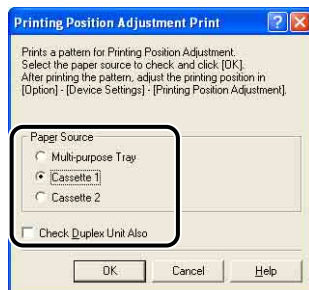 Printing Position Adjustment Print
Prints a pattern for Printing Position Adjustment.
Select the paper source to check and click [OK].
After printing the pattern, adjust the printing position in
[Option] - [Device Settings] - [Printing Position Adjustment].
Paper Source
Multi-purpose Tray
Cassette 1
Cassette 2
Check Duplex Unit Also
OK Cancel Help